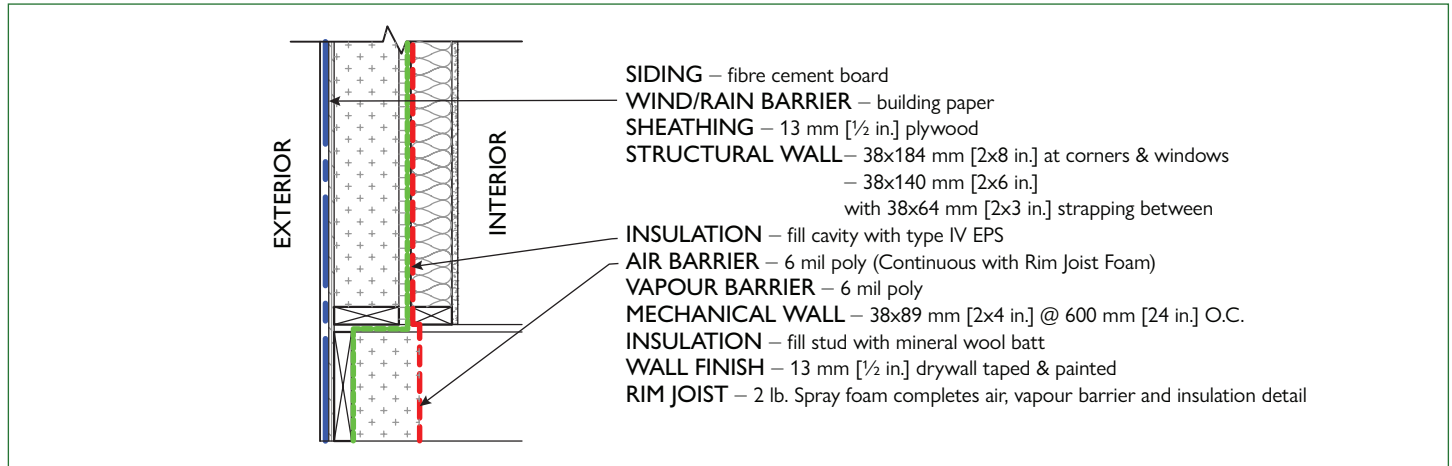 EXTERIOR
INTERIOR
SIDING – fibre cement board
WIND/RAIN BARRIER – building paper
SHEATHING – 13 mm [½ in.] plywood
STRUCTURAL WALL – 38x184 mm [2x8 in.] at corners & windows
– 38x140 mm [2x6 in.]
with 38x64 mm [2x3 in.] strapping between
INSULATION – fill cavity with type IV EPS
AIR BARRIER – 6 mil poly (Continuous with Rim Joist Foam)
VAPOUR BARRIER – 6 mil poly
MECHANICAL WALL – 38x89 mm [2x4 in.] @ 600 mm [24 in.] O.C.
INSULATION – fill stud with mineral wool batt
WALL FINISH – 13 mm [½ in.] drywall taped & painted
RIM JOIST – 2 lb. Spray foam completes air, vapour barrier and insulation detail